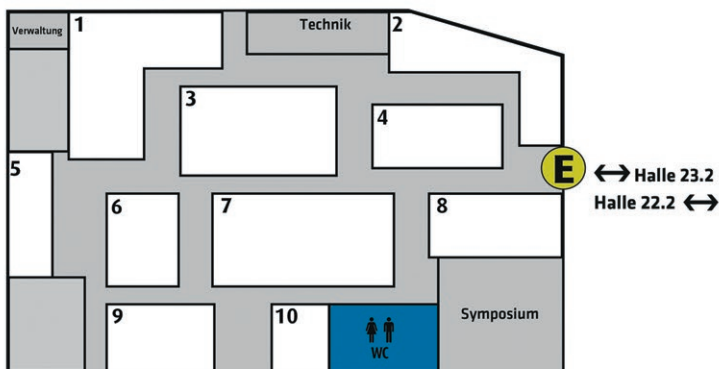 Verwaltung
1
Technik
2
3
4
5
E
↔ Halle 23.2
Halle 22.2 ↔
6
7
8
9
10
WC
Symposium